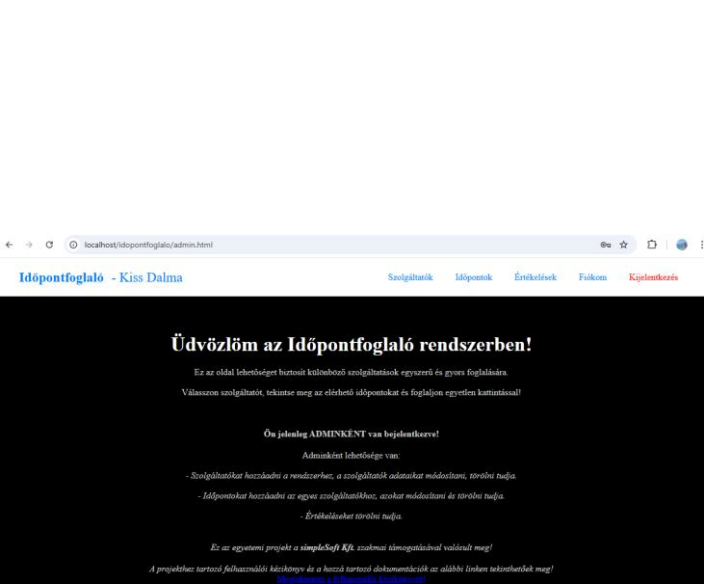 localhost/idopontfoglalo/admin.html
Időpontfoglaló - Kiss Dalma Szolgáltatók Időpontok Értékelések Fiókom Kijelentkezés
Üdvözlöm az Időpontfoglaló rendszerben!
Ez az oldal lehetőséget biztosít különböző szolgáltatások egyszerű és gyors foglalására.
Válasszon szolgáltatót, tekintse meg az elérhető időpontokat és foglaljon egyetlen kattintással!
Ön jelenleg ADMINKÉNT van bejelentkezve!
Adminként lehetősége van:
- Szolgáltatókat hozzáadni a rendszerhez, a szolgáltatók adataikat módosítani, törölni tudja.
- Időpontokat hozzáadni az egyes szolgáltatókhoz, azokat módosítani és törölni tudja.
- Értékeléseket törölni tudja.
Ez az egyetemi projekt a simpleSoft Kft. szakmai támogatásával valósult meg!
A projekthez tartozó felhasználói kézikönyv és a hozzá tartozó dokumentációk az alábbi linken tekinthetőek meg!